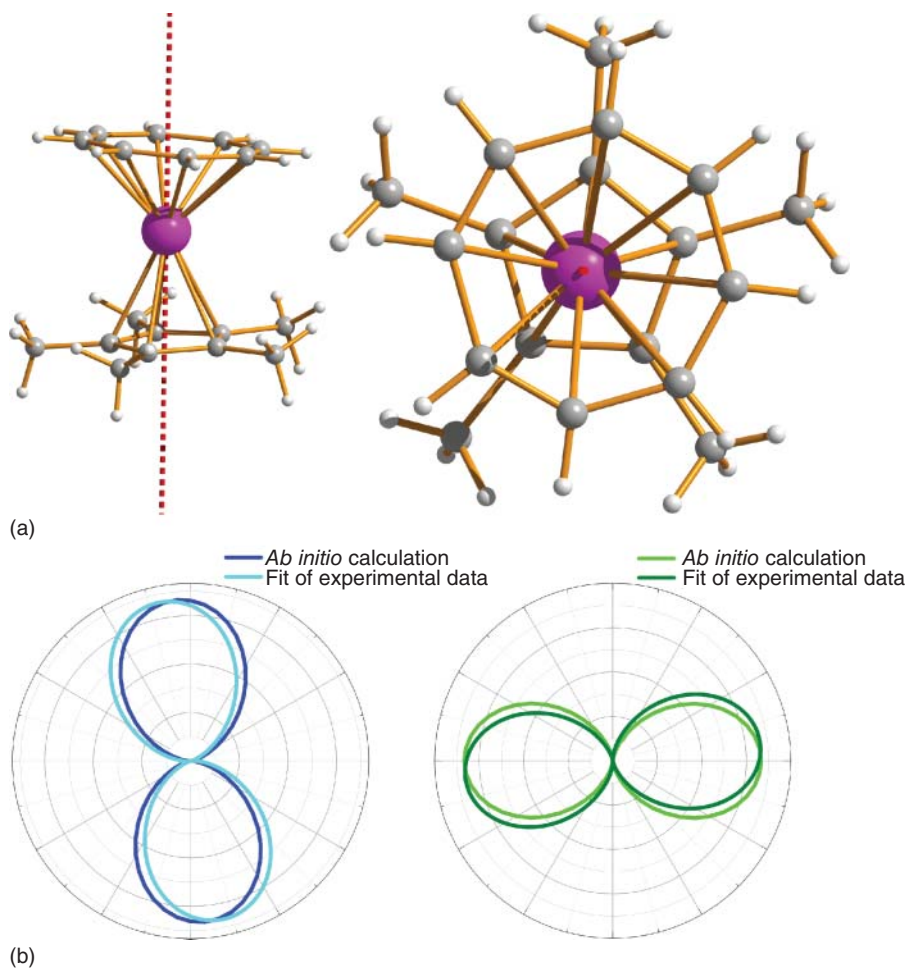 (a)
Ab initio calculation
Fit of experimental data
Ab initio calculation
Fit of experimental data
(b)